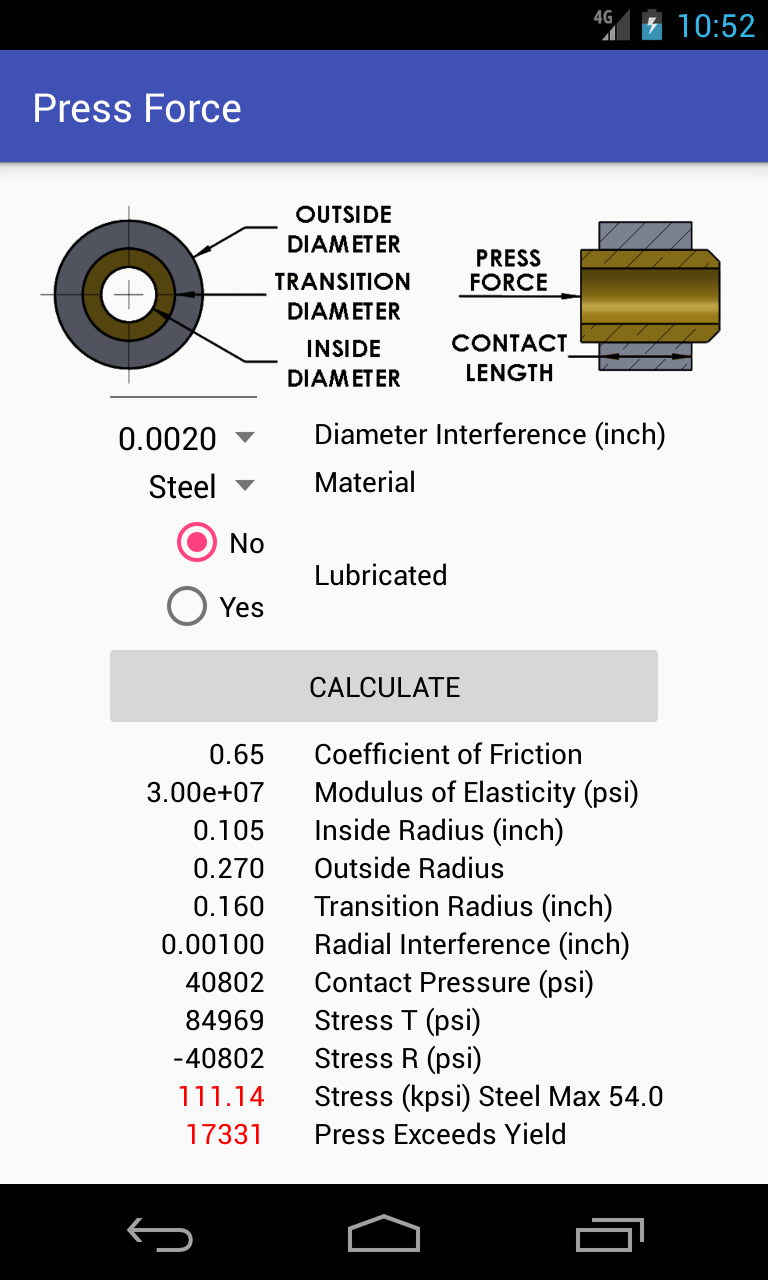 4G 10:52
Press Force
OUTSIDE
DIAMETER
TRANSITION
DIAMETER
INSIDE
DIAMETER
PRESS
FORCE
CONTACT
LENGTH
0.0020 Diameter Interference (inch)
Steel Material
No
Lubricated
Yes
CALCULATE
0.65 Coefficient of Friction
3.00e+07 Modulus of Elasticity (psi)
0.105 Inside Radius (inch)
0.270 Outside Radius
0.160 Transition Radius (inch)
0.00100 Radial Interference (inch)
40802 Contact Pressure (psi)
84969 Stress T (psi)
-40802 Stress R (psi)
111.14 Stress (kpsi) Steel Max 54.0
17331 Press Exceeds Yield